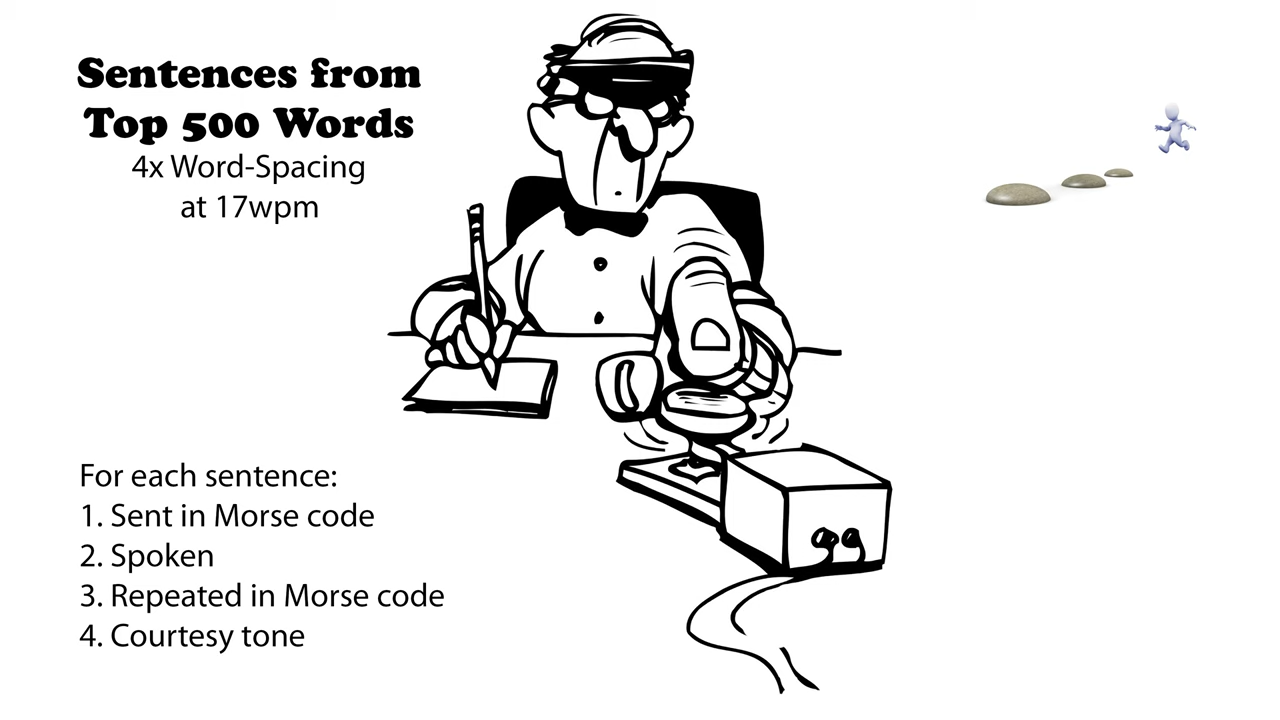 Sentences from
Top 500 Words
4x Word-Spacing
at 17wpm
For each sentence:
1. Sent in Morse code
2. Spoken
3. Repeated in Morse code
4. Courtesy tone